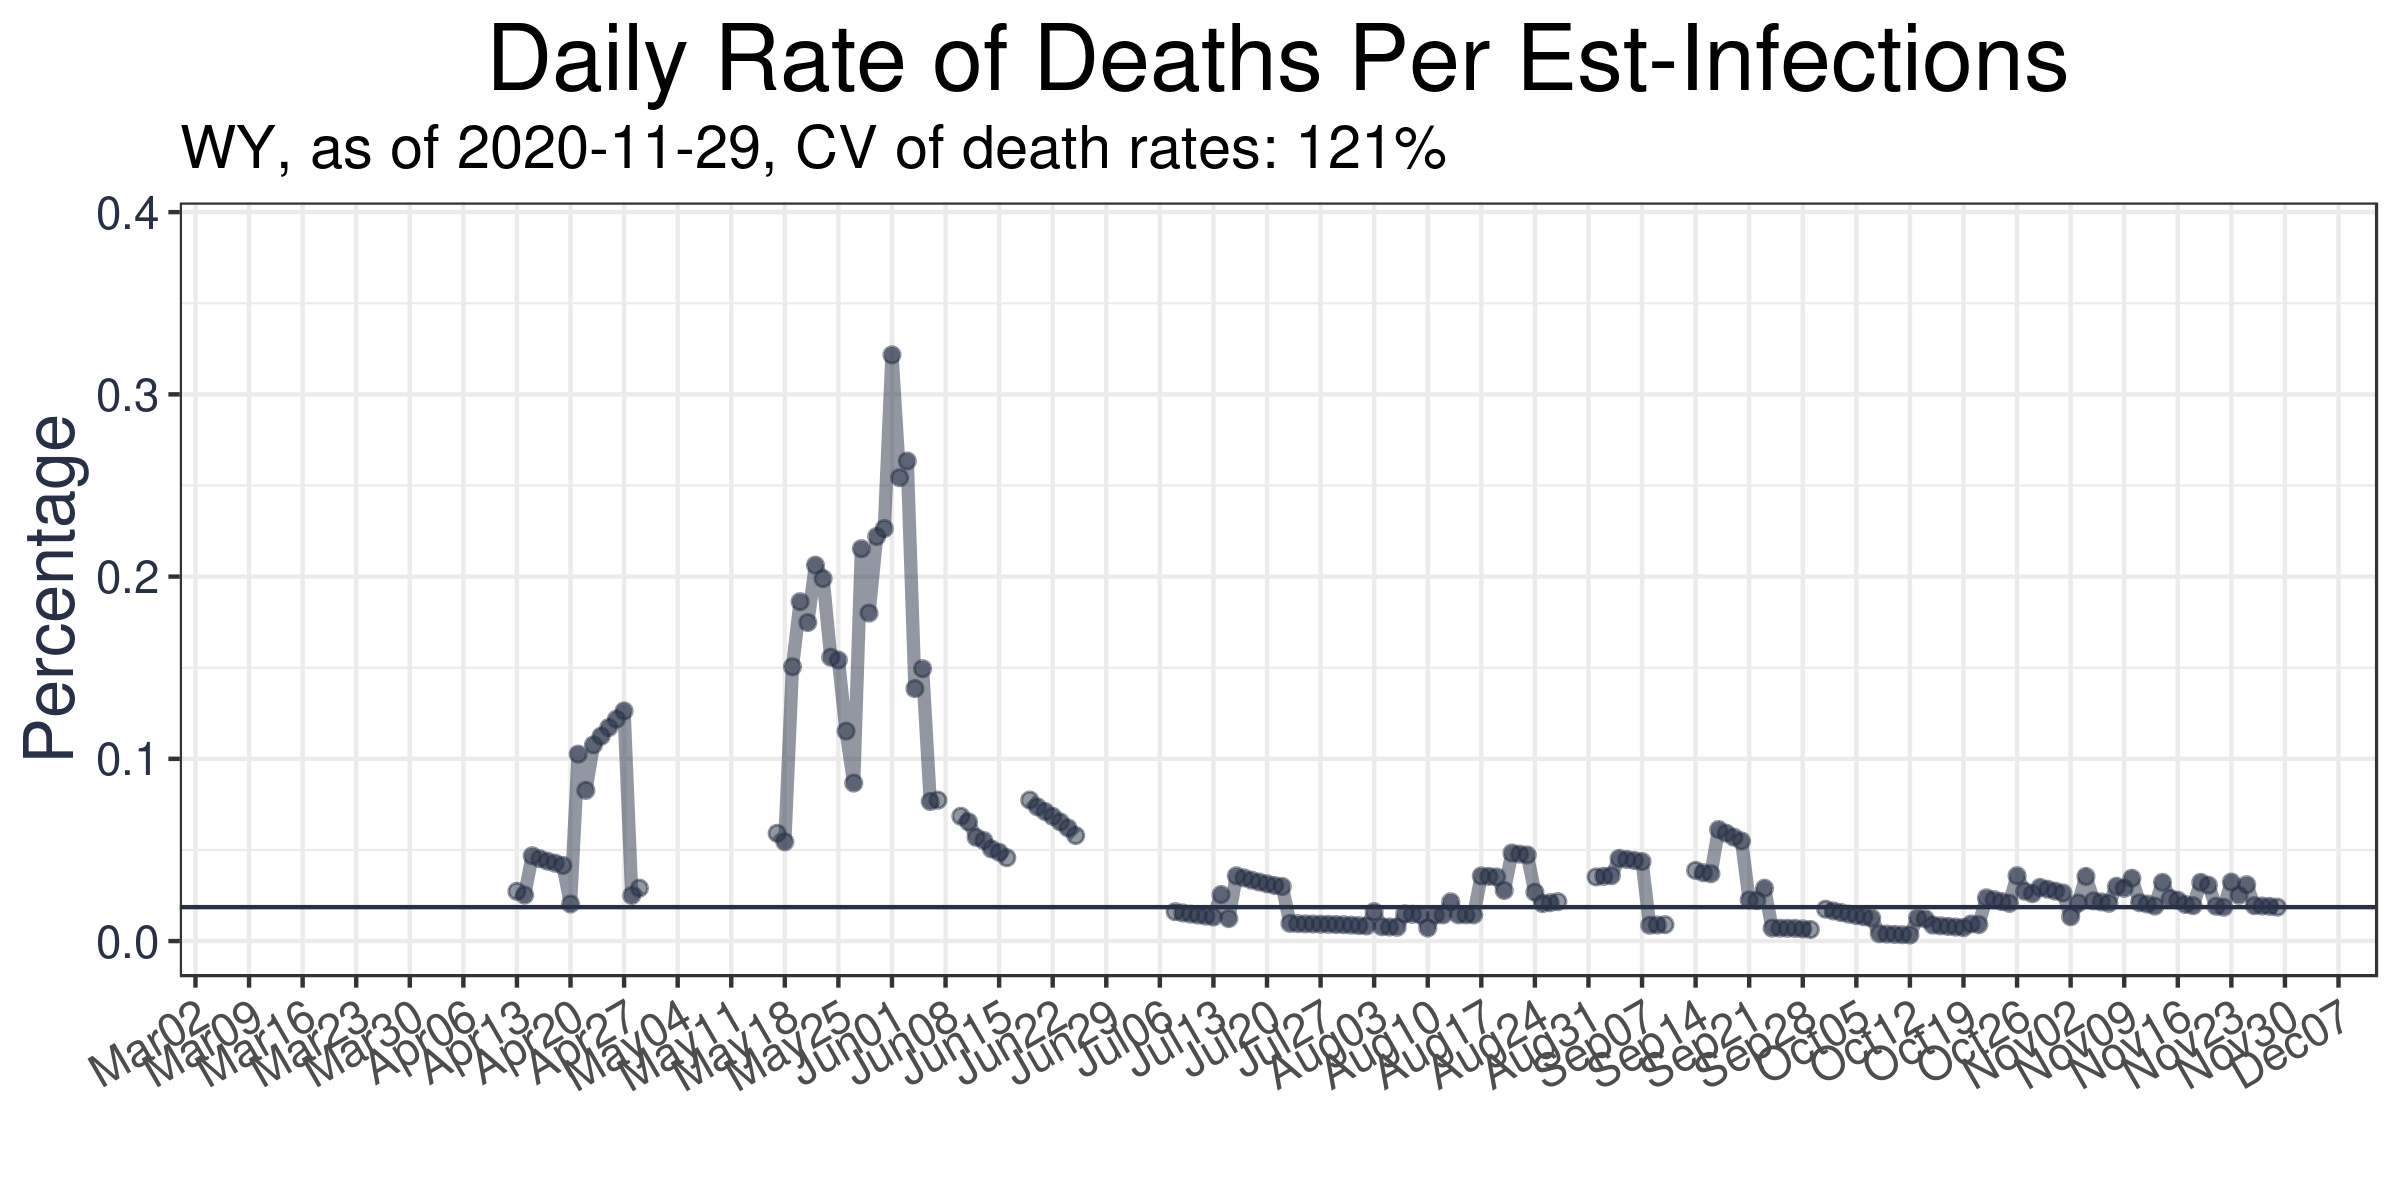 Daily Rate of Deaths Per Est-Infections
WY, as of 2020-11-29, CV of death rates: 121%
Percentage
0.4
0.3
0.2
0.1
0.0
Mar02
Mar09
Mar16
Mar23
Mar30
Apr06
Apr13
Apr20
Apr27
May04
May11
May18
May25
Jun01
Jun08
Jun15
Jun22
Jun29
Jul06
Jul13
Jul20
Jul27
Aug03
Aug10
Aug17
Aug24
Aug31
Sep07
Sep14
Sep21
Sep28
Oct05
Oct12
Oct19
Oct26
Nov02
Nov09
Nov16
Nov23
Nov30
Dec07